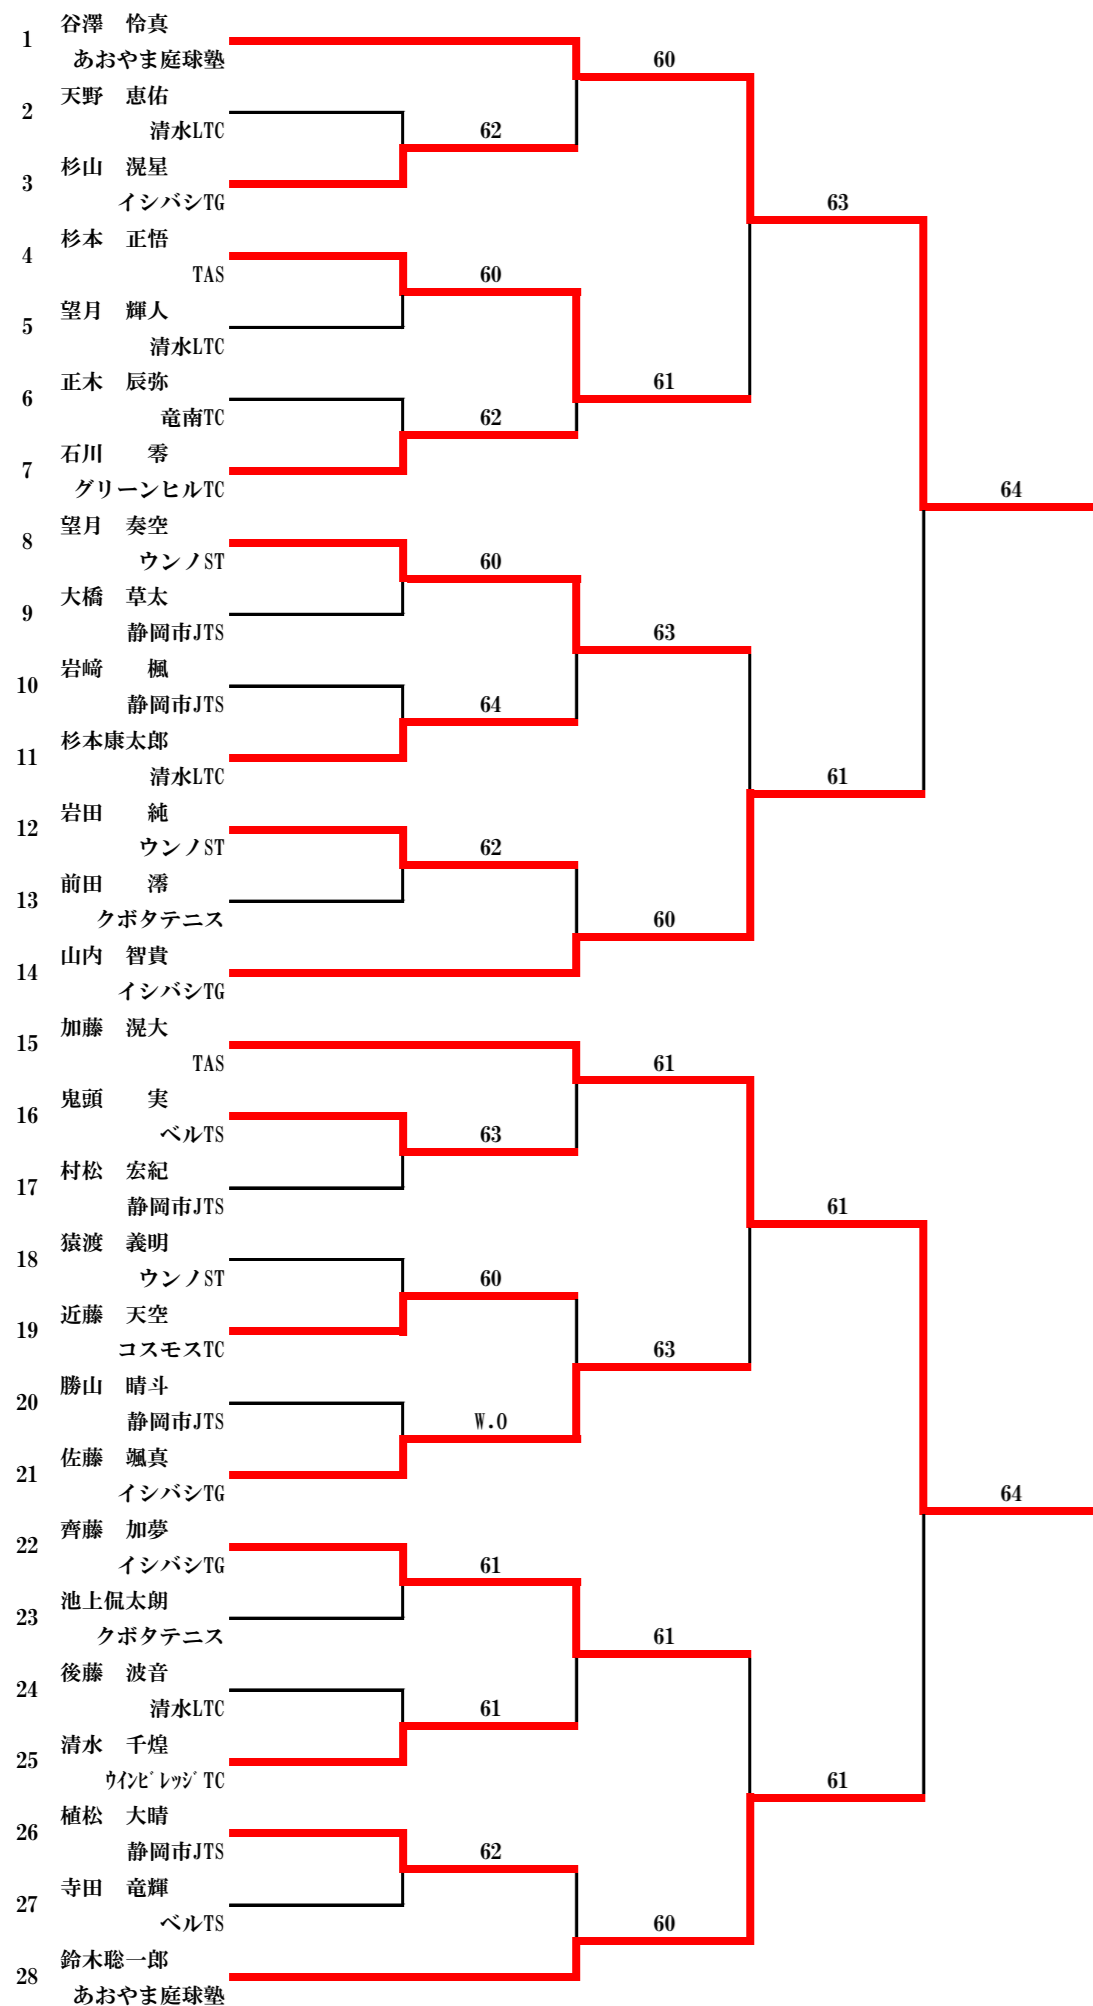 谷澤　怜真
1
あおやま庭球塾
60
天野　恵佑
2
清水LTC
62
杉山　滉星
3
イシバシTG
63
杉本　正悟
4
TAS
60
望月　輝人
5
清水LTC
正木　辰弥
61
6
竜南TC
62
石川　　零
7
グリーンヒルTC
64
望月　奏空
8
ウンノST
60
大橋　草太
9
静岡市JTS
63
岩﨑　　楓
10
静岡市JTS
64
杉本康太郎
11
清水LTC
61
岩田　　純
12
ウンノST
62
前田　　澪
13
クボタテニス
60
山内　智貴
14
イシバシTG
加藤　滉大
15
TAS
61
鬼頭　　実
16
ベルTS
63
村松　宏紀
17
静岡市JTS
61
猿渡　義明
18
ウンノST
60
近藤　天空
19
コスモスTC
63
勝山　晴斗
20
静岡市JTS
W.O
佐藤　颯真
21
イシバシTG
64
齊藤　加夢
22
イシバシTG
61
池上侃太朗
23
クボタテニス
61
後藤　波音
24
清水LTC
61
清水　千煌
25
ｳｲﾝﾋﾞﾚｯｼﾞTC
61
植松　大晴
26
静岡市JTS
62
寺田　竜輝
27
ベルTS
60
鈴木聡一郎
28
あおやま庭球塾